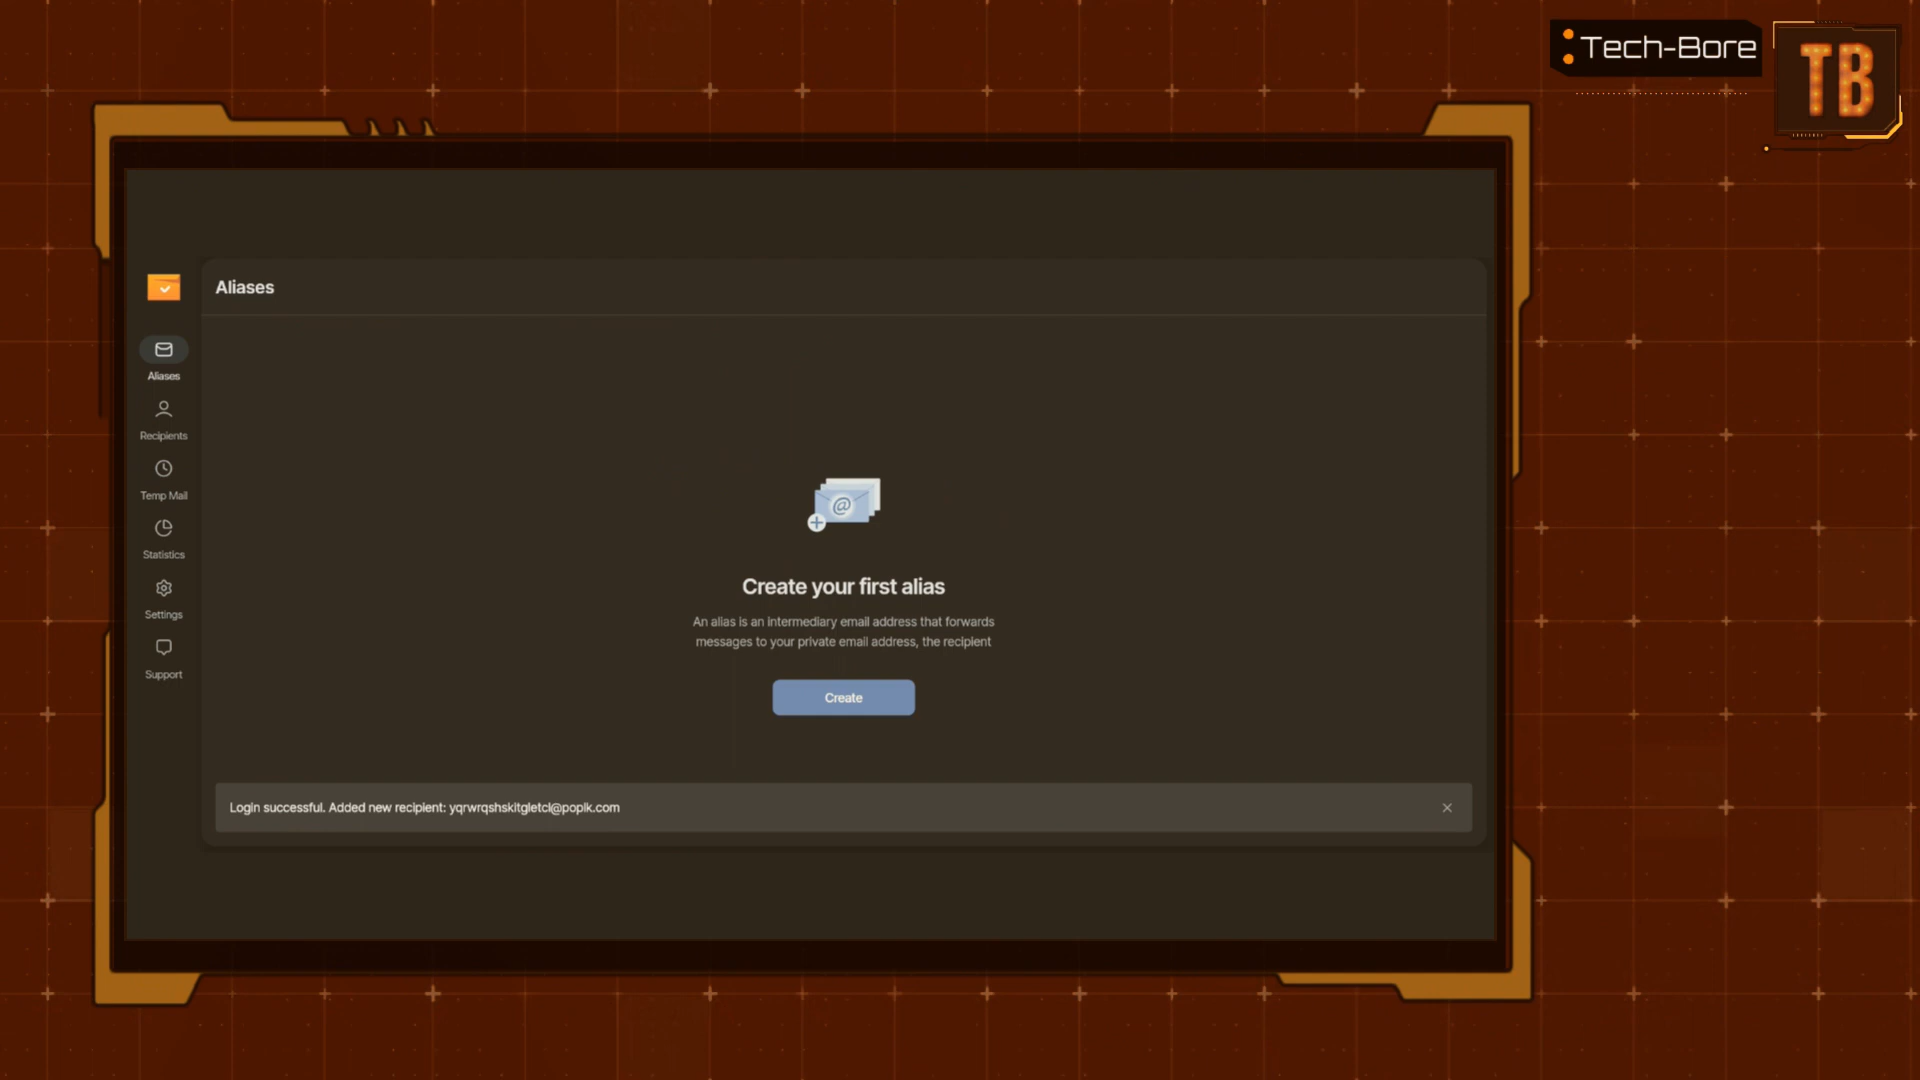 Tech-Bore
TB
Aliases
Aliases
Recipients
Temp Mail
Statistics
Settings
Support
@
Create your first alias
An alias is an intermediary email address that forwards
messages to your private email address, the recipient
Create
Login successful. Added new recipient: yqrwrqshskitgletcl@poplk.com